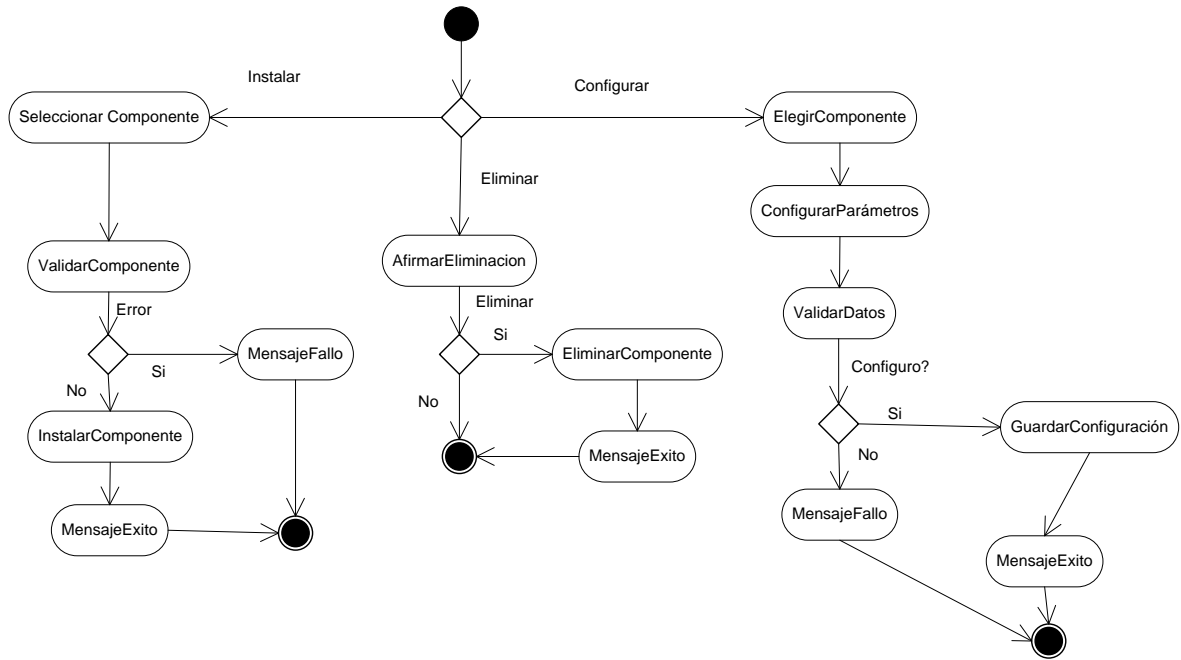 Instalar
Configurar
Seleccionar Componente
ElegirComponente
Eliminar
ConfigurarParámetros
ValidarComponente
AfirmarEliminacion
Error
Eliminar
ValidarDatos
Si
MensajeFallo
EliminarComponente
Si
Configuro?
No
No
Si
InstalarComponente
GuardarConfiguración
MensajeExito
No
MensajeExito
MensajeFallo
MensajeExito